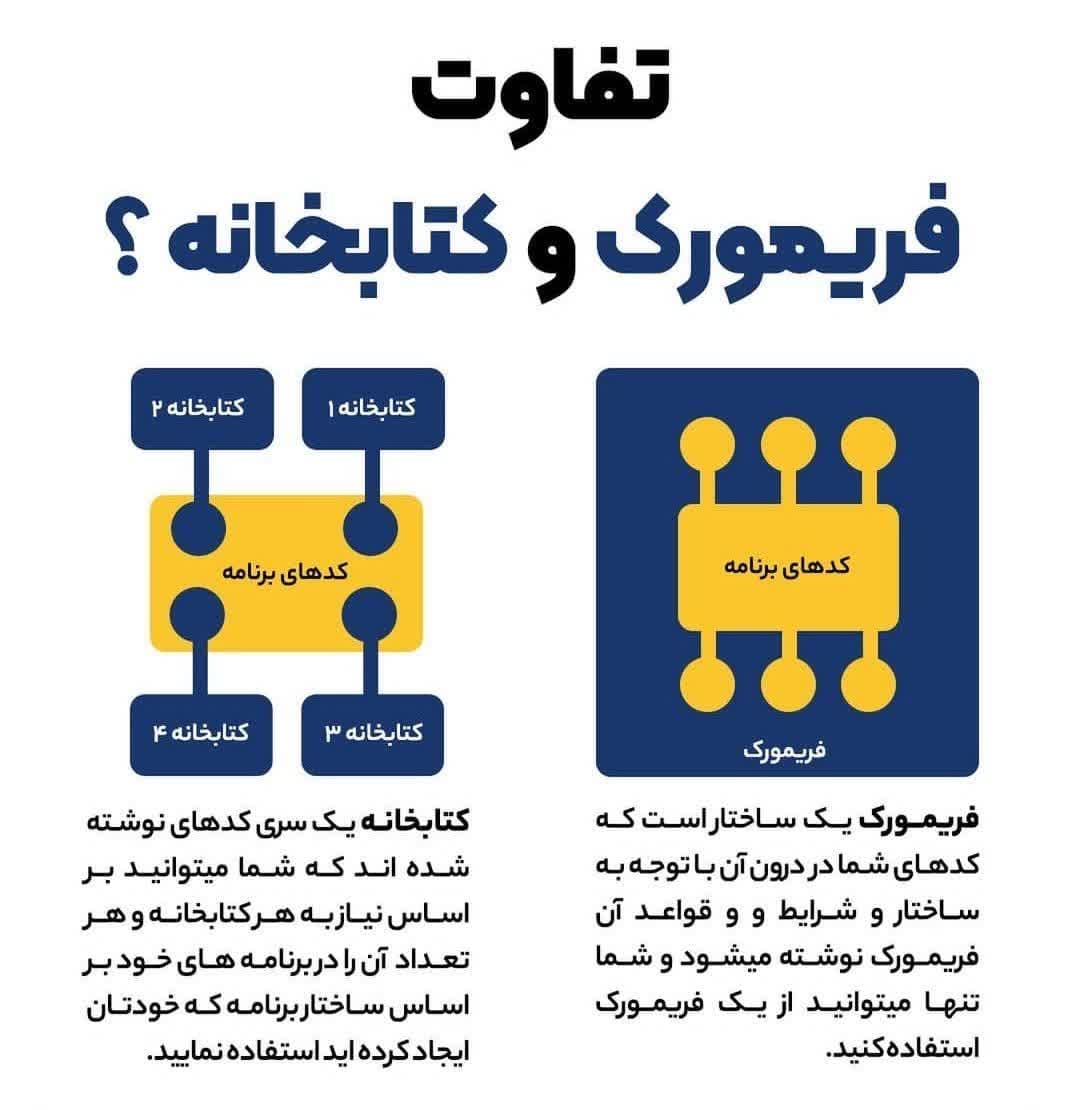 تفاوت
فریمورک و کتابخانه ؟
کدهای برنامه
فریمورک
فریمورک یک ساختار است که
کدهای شما در درون آن با توجه به
ساختار و شرایط و و قواعد آن
فریمورک نوشته میشود و شما
تنها میتوانید از یک فریمورک
استفاده کنید.
کتابخانه ۱
کتابخانه ۲
کدهای برنامه
کتابخانه ۳
کتابخانه ۴
کتابخانه یک سری کدهای نوشته
شده اند که شما میتوانید بر
اساس نیاز به هر کتابخانه و هر
تعداد آن را در برنامه های خود بر
اساس ساختار برنامه که خودتان
ایجاد کرده اید استفاده نمایید.